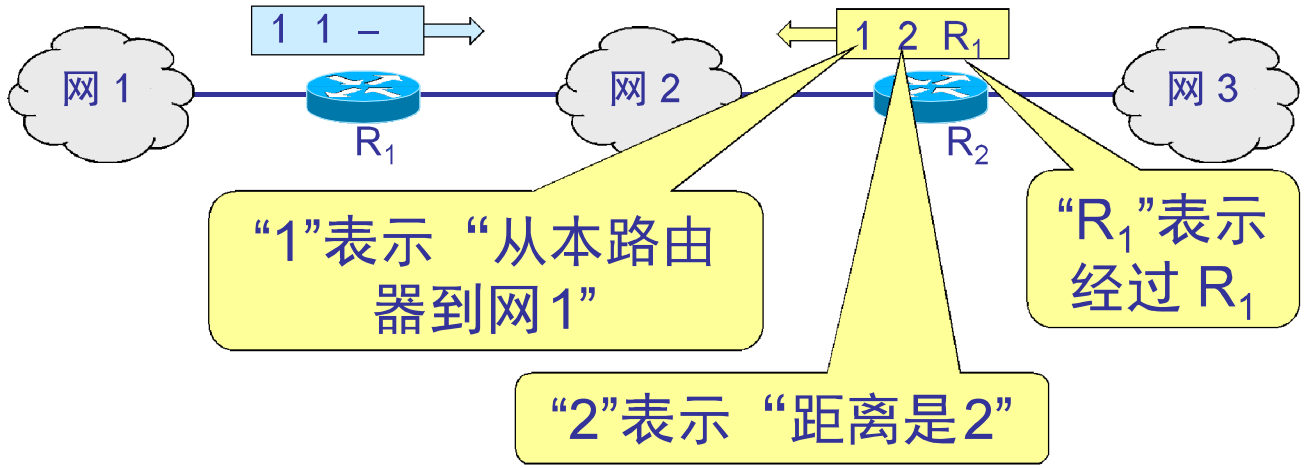 1 1 –
1 2 R₁
网 1
网 2
网 3
R₁
R₂
“1”表示 “从本路由
器到网1”
“R₁”表示
经过 R₁
“2”表示 “距离是2”